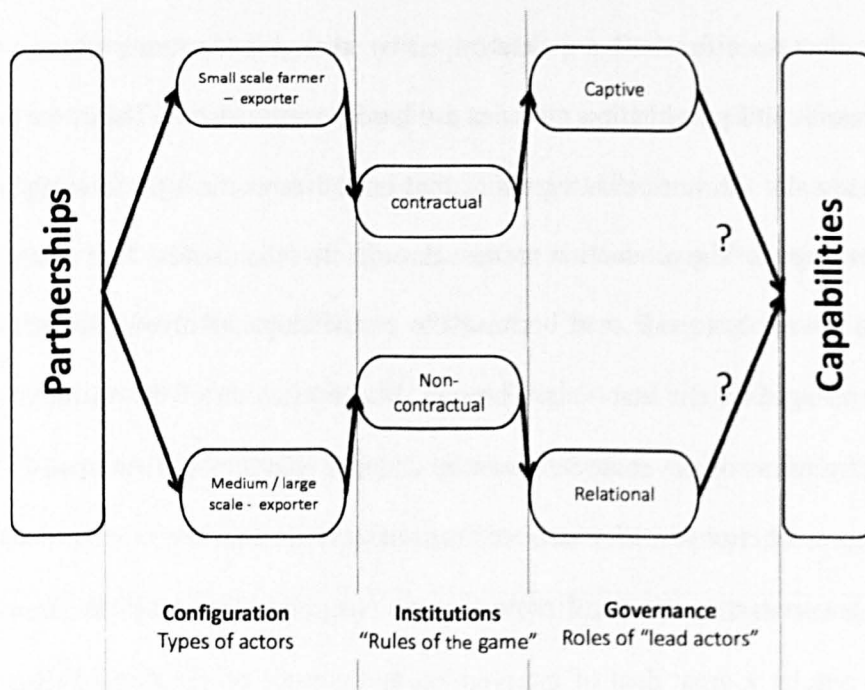 Partnerships
Small scale farmer
– exporter
Captive
contractual
?
Non-
contractual
?
Medium / large
scale - exporter
Relational
Capabilities
Configuration
Types of actors
Institutions
“Rules of the game”
Governance
Roles of “lead actors”